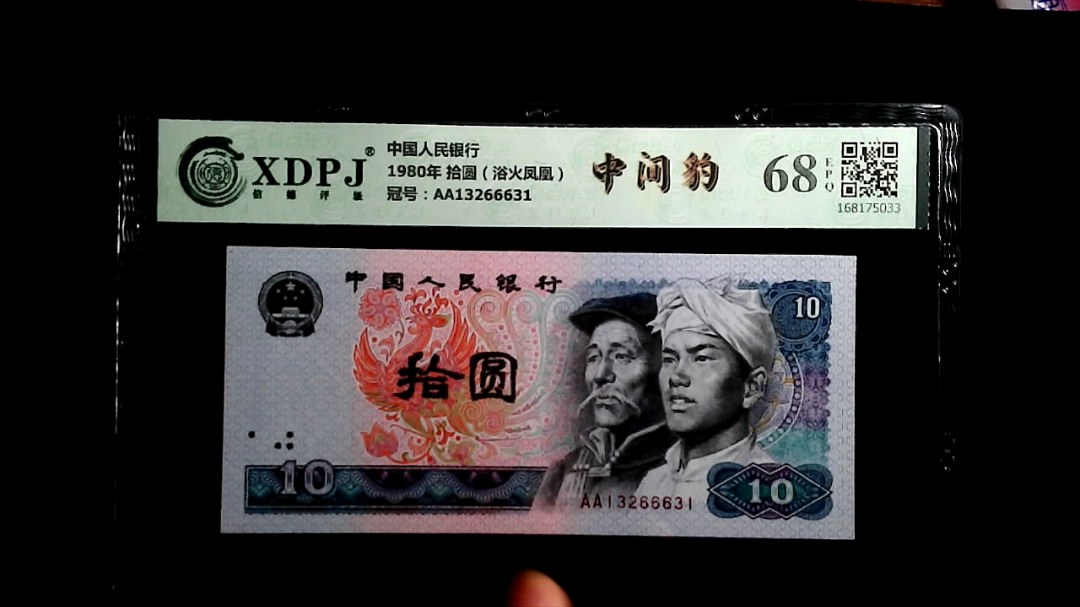 XDPJ®
信德评级
中国人民银行
1980年 拾圆（浴火凤凰）
冠号：AA13266631
中间豹
68
EPQ
168175033
中国人民银行
10
拾圆
10
AA13266631
10